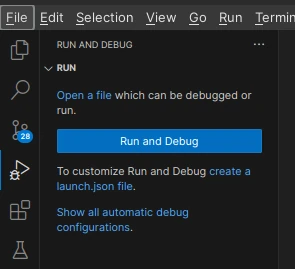 File Edit Selection View Go Run
RUN AND DEBUG ...
RUN
Open a file which can be debugged or
run.
28
Run and Debug
To customize Run and Debug create a
launch.json file.
Show all automatic debug
configurations.